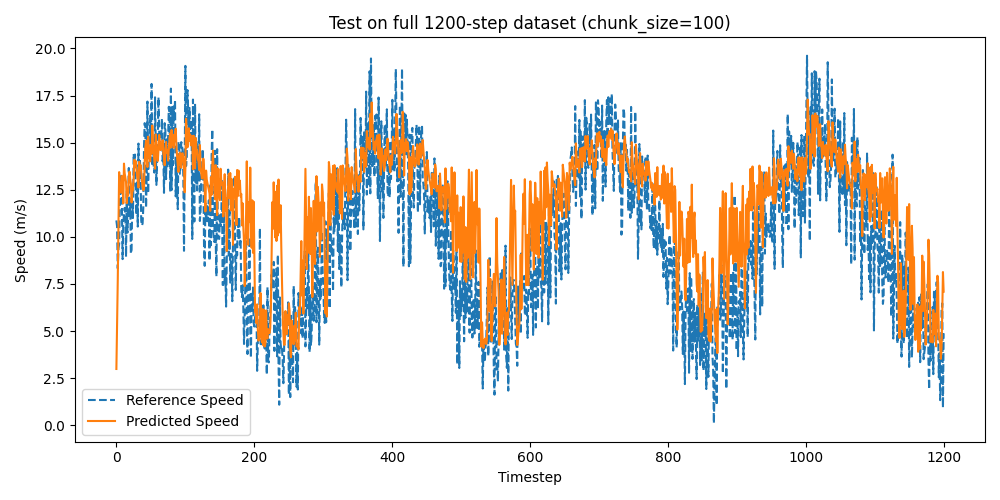 Test on full 1200-step dataset (chunk_size=100)
20.0
17.5
15.0
12.5
10.0
7.5
5.0
2.5
0.0
Speed (m/s)
Reference Speed
Predicted Speed
0 200 400 600 800 1000 1200
Timestep